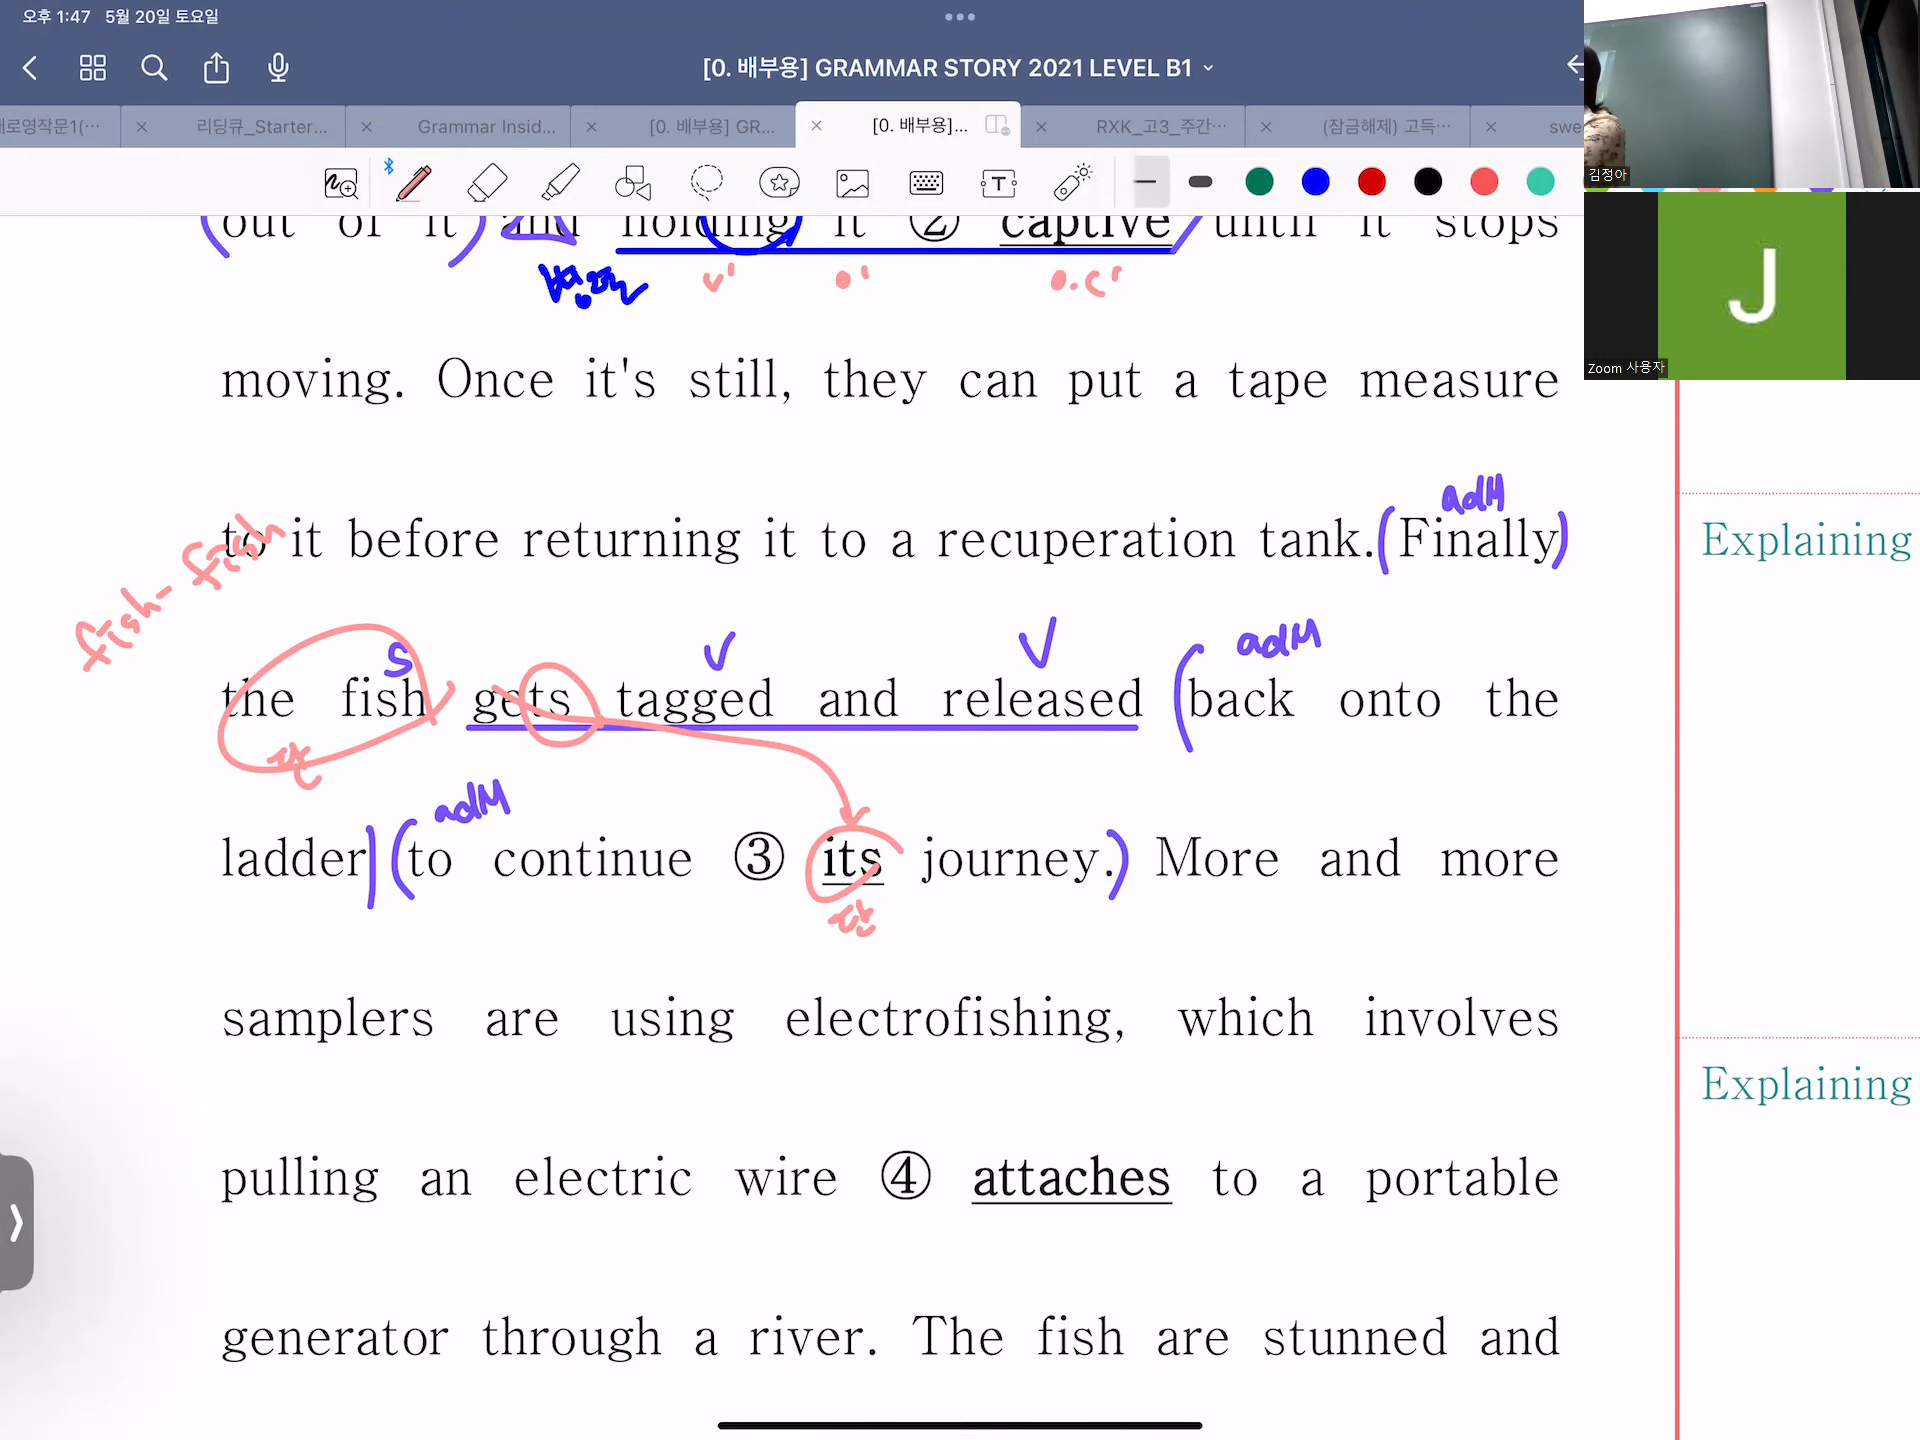 오후 1:47 5월 20일 토요일
[0. 배부용] GRAMMAR STORY 2021 LEVEL B1
리딩큐_Starter...
Grammar Insid...
[0. 배부용] GR...
[0. 배부용]...
RXK_고3_주간...
(잠금해제) 고득...
swe
김정아
J
Zoom 사용자
out of it) and holding it ② captive until it stops
병렬 v' o' o.c'
moving. Once it's still, they can put a tape measure
adM
to it before returning it to a recuperation tank. (Finally)
Explaining
fish-fish
S V V adM
the fish gets tagged and released (back onto the
단
adM
ladder) (to continue ③ its journey.) More and more
단
samplers are using electrofishing, which involves
Explaining
pulling an electric wire ④ attaches to a portable
generator through a river. The fish are stunned and